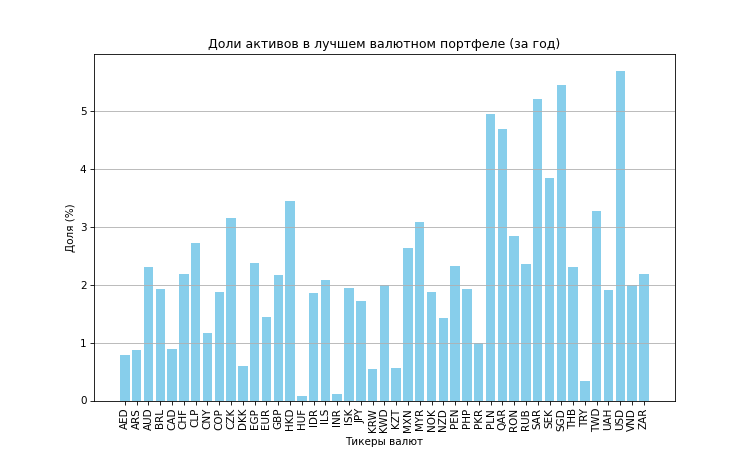 Доли активов в лучшем валютном портфеле (за год)
Доля (%)
5
4
3
2
1
0
AED ARS AUD BRL CAD CHF CLP CNY COP CZK DKK EGP EUR GBP HKD HUF IDR ILS INR ISK JPY KRW KWD KZT MXN MYR NOK NZD PEN PHP PKR PLN QAR RON RUB SAR SEK SGD THB TRY TWD UAH USD VND ZAR
Тикеры валют